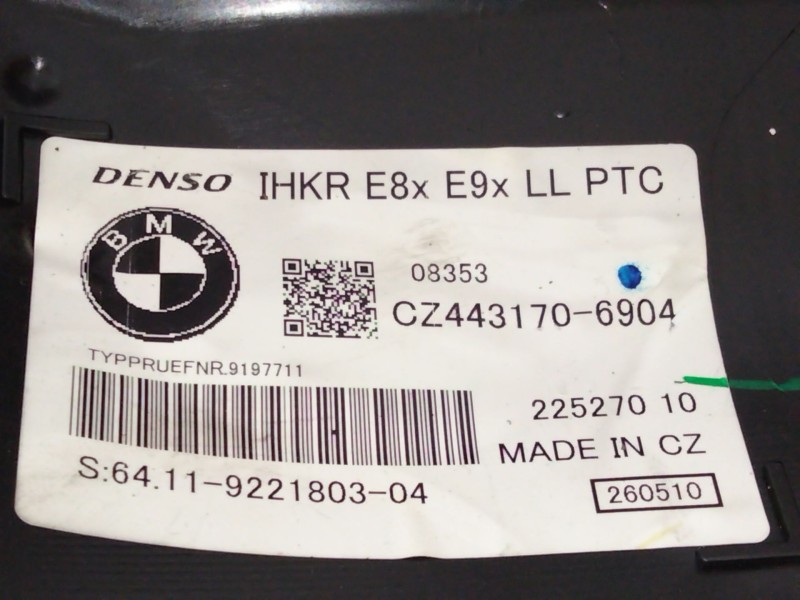 DENSO IHKR E8x E9x LL PTC
BMW
08353
CZ443170-6904
TYPPRUEFNR.9197711
225270 10
MADE IN CZ
S:64.11-9221803-04
260510